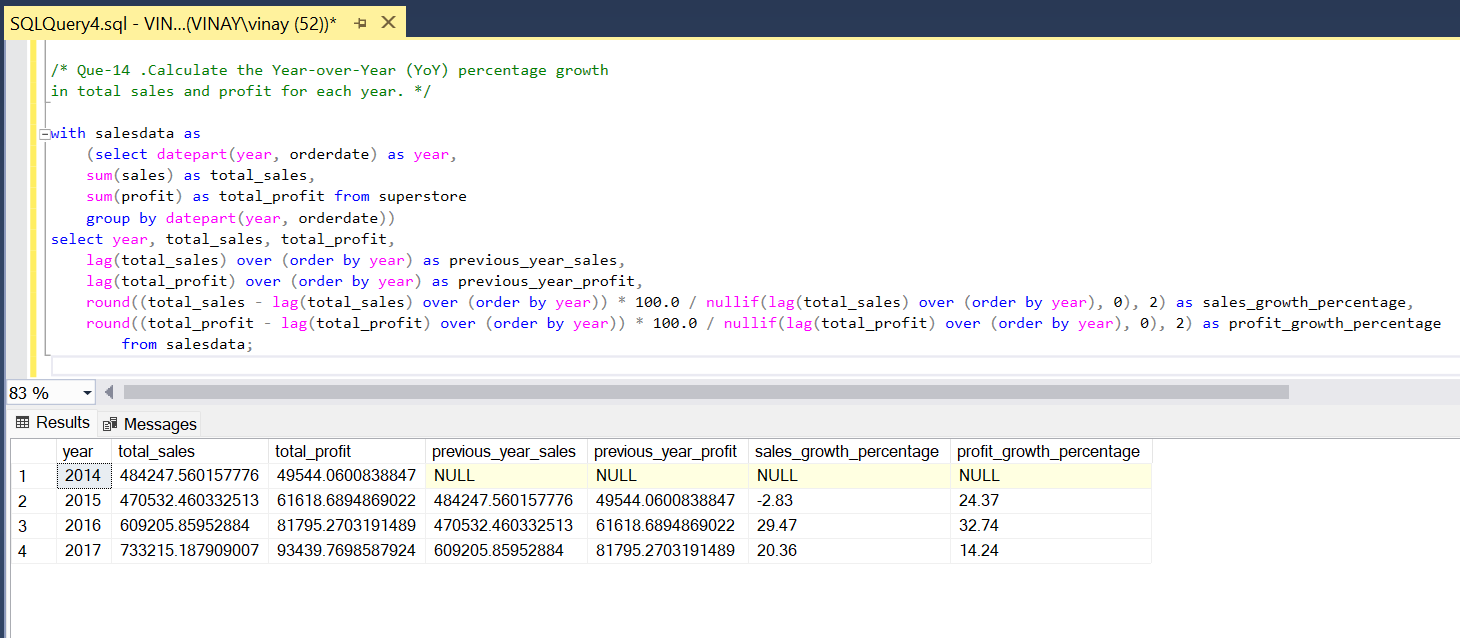 SQLQuery4.sql - VIN...(VINAY\vinay (52))*
/* Que-14 .Calculate the Year-over-Year (YoY) percentage growth
in total sales and profit for each year. */
with salesdata as
(select datepart(year, orderdate) as year,
sum(sales) as total_sales,
sum(profit) as total_profit from superstore
group by datepart(year, orderdate))
select year, total_sales, total_profit,
lag(total_sales) over (order by year) as previous_year_sales,
lag(total_profit) over (order by year) as previous_year_profit,
round((total_sales - lag(total_sales) over (order by year)) * 100.0 / nullif(lag(total_sales) over (order by year), 0), 2) as sales_growth_percentage,
round((total_profit - lag(total_profit) over (order by year)) * 100.0 / nullif(lag(total_profit) over (order by year), 0), 2) as profit_growth_percentage
from salesdata;
83 %
Results Messages
year total_sales total_profit previous_year_sales previous_year_profit sales_growth_percentage profit_growth_percentage
1 2014 484247.560157776 49544.0600838847 NULL NULL NULL NULL
2 2015 470532.460332513 61618.6894869022 484247.560157776 49544.0600838847 -2.83 24.37
3 2016 609205.85952884 81795.2703191489 470532.460332513 61618.6894869022 29.47 32.74
4 2017 733215.187909007 93439.7698587924 609205.85952884 81795.2703191489 20.36 14.24